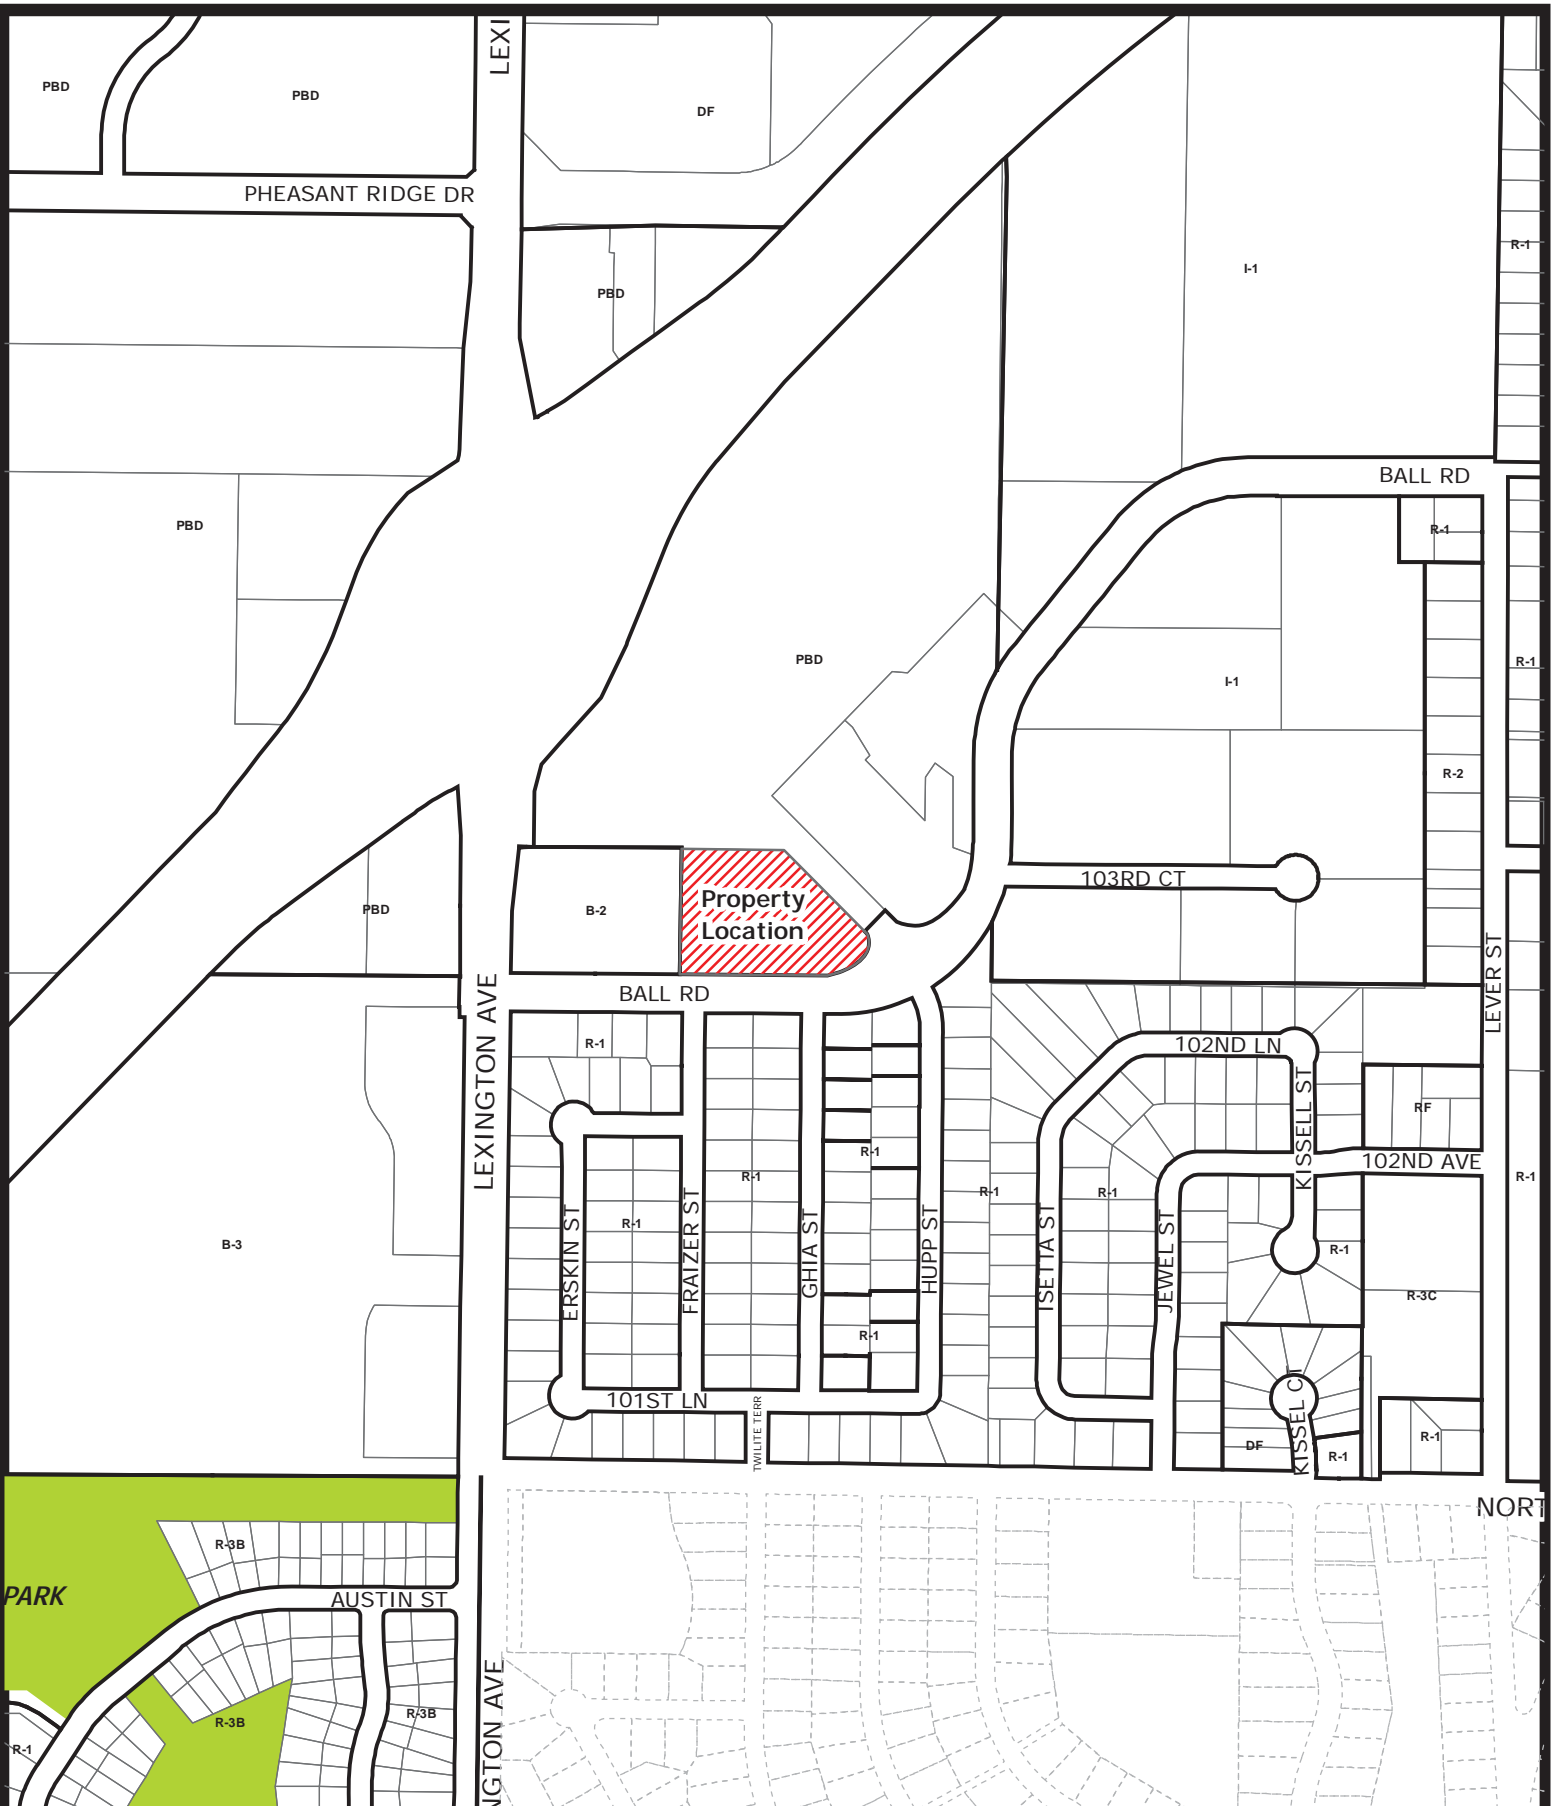 LEXI
PBD
PBD
DF
PHEASANT RIDGE DR
R-1
I-1
PBD
BALL RD
PBD
R-1
PBD
R-1
I-1
R-2
103RD CT
Property
Location
PBD
B-2
LEVER ST
BALL RD
LEXINGTON AVE
R-1
102ND LN
KISSELL ST
RF
R-1
102ND AVE
R-1
R-1
R-1
R-1
R-1
R-1
ERSKIN ST
FRAIZER ST
GHIA ST
HUPP ST
ISETTA ST
JEWEL ST
B-3
R-1
R-3C
R-1
101ST LN
TWILITE TERR
KISSEL CT
DF
R-1
R-1
NORT
R-3B
PARK
AUSTIN ST
R-3B
R-3B
R-1
NGTON AVE